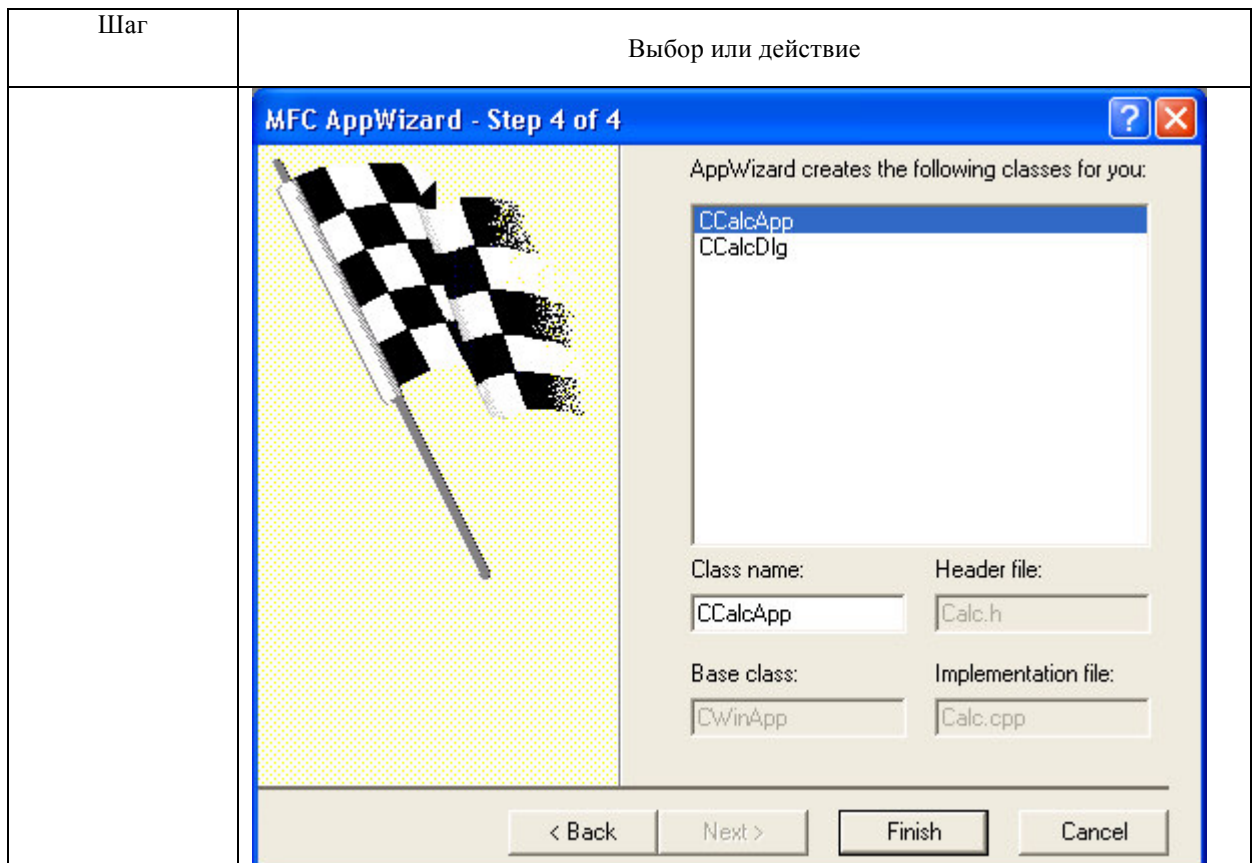 Шаг
Выбор или действие
MFC AppWizard - Step 4 of 4
AppWizard creates the following classes for you:
CCalcApp
CCalcDlg
Class name:
Header file:
CCalcApp
Calc.h
Base class:
Implementation file:
CWinApp
Calc.cpp
< Back
Next >
Finish
Cancel